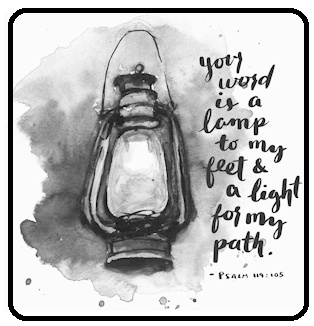 your
word
is a
lamp
to my
feet &
a light
for my
path.
- PSALM 119:105